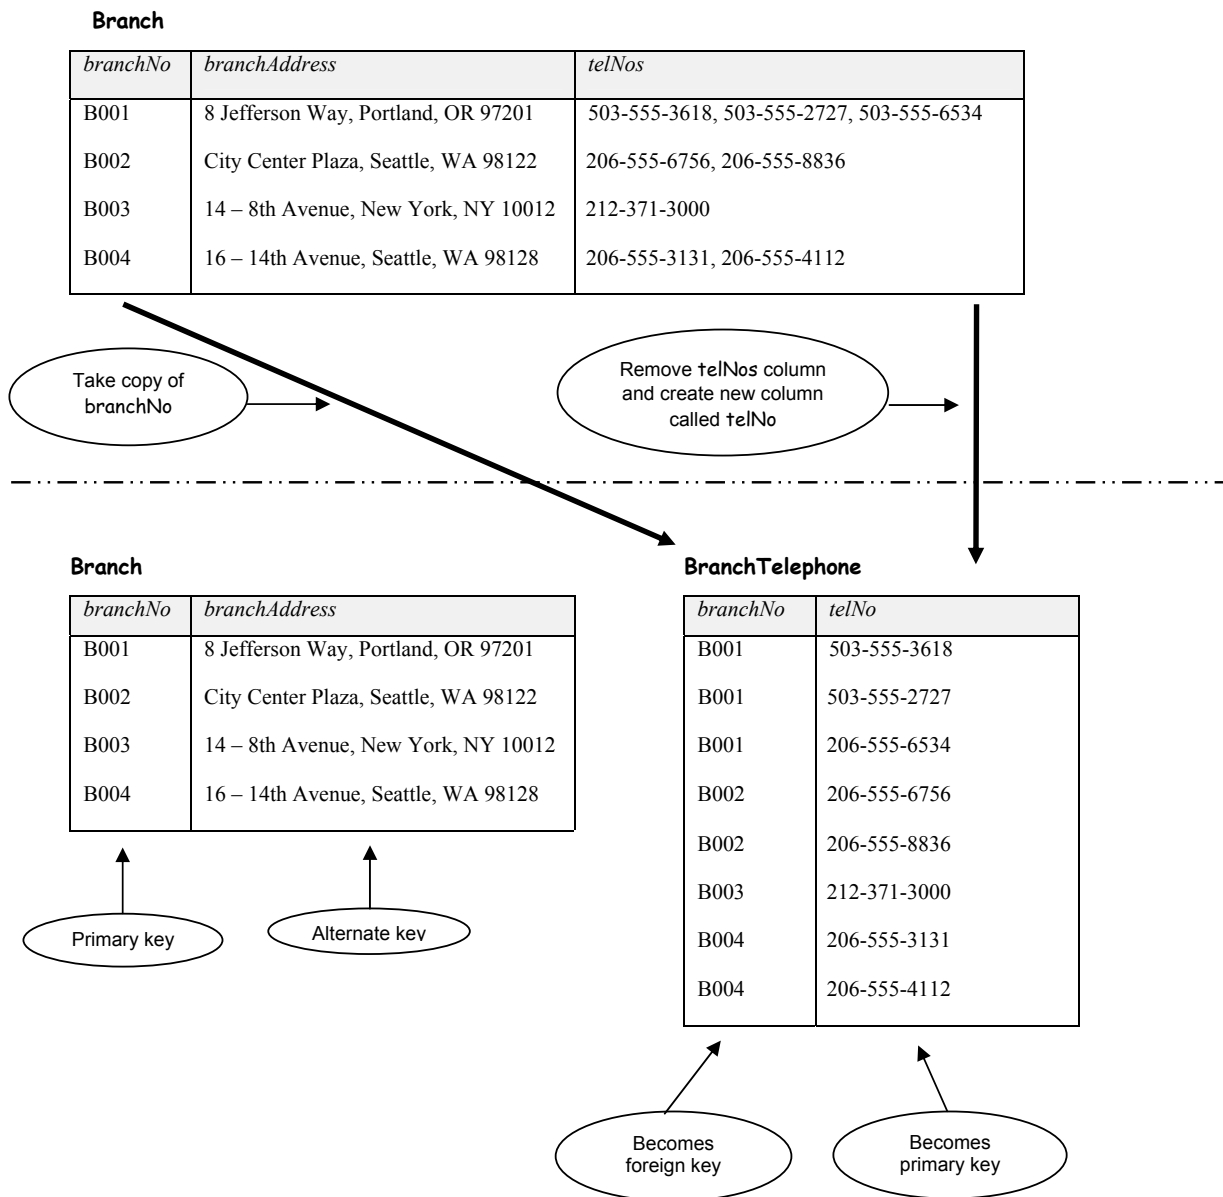 Branch
branchNo branchAddress telNos
B001 8 Jefferson Way, Portland, OR 97201 503-555-3618, 503-555-2727, 503-555-6534
B002 City Center Plaza, Seattle, WA 98122 206-555-6756, 206-555-8836
B003 14 – 8th Avenue, New York, NY 10012 212-371-3000
B004 16 – 14th Avenue, Seattle, WA 98128 206-555-3131, 206-555-4112
Take copy of
branchNo
Remove telNos column
and create new column
called telNo
Branch
branchNo branchAddress
B001 8 Jefferson Way, Portland, OR 97201
B002 City Center Plaza, Seattle, WA 98122
B003 14 – 8th Avenue, New York, NY 10012
B004 16 – 14th Avenue, Seattle, WA 98128
Primary key
Alternate key
BranchTelephone
branchNo telNo
B001 503-555-3618
B001 503-555-2727
B001 206-555-6534
B002 206-555-6756
B002 206-555-8836
B003 212-371-3000
B004 206-555-3131
B004 206-555-4112
Becomes
foreign key
Becomes
primary key